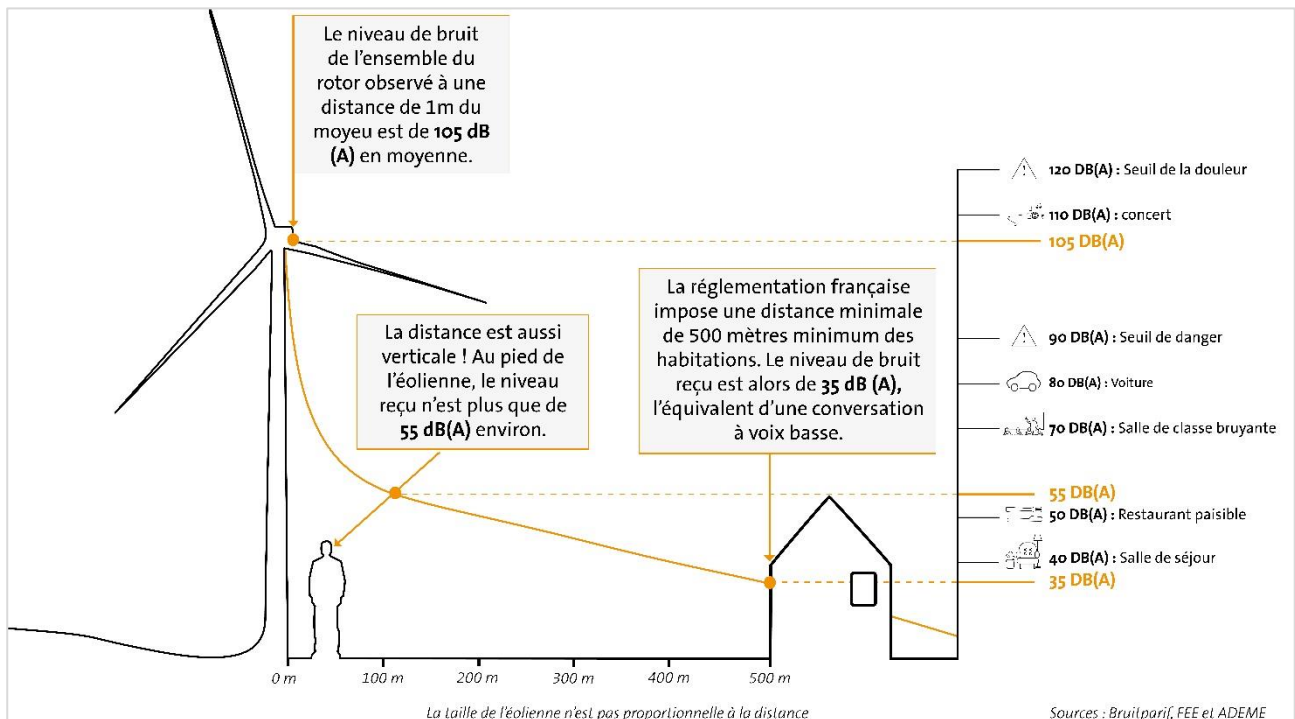 Le niveau de bruit
de l'ensemble du
rotor observé à une
distance de 1m du
moyeu est de 105 dB
(A) en moyenne.
La distance est aussi
verticale ! Au pied de
l'éolienne, le niveau
reçu n'est plus que de
55 dB(A) environ.
La réglementation française
impose une distance minimale
de 500 mètres minimum des
habitations. Le niveau de bruit
reçu est alors de 35 dB (A),
l'équivalent d'une conversation
à voix basse.
120 DB(A) : Seuil de la douleur
110 DB(A) : concert
105 DB(A)
90 DB(A) : Seuil de danger
80 DB(A) : Voiture
70 DB(A) : Salle de classe bruyante
55 DB(A)
50 DB(A) : Restaurant paisible
40 DB(A) : Salle de séjour
35 DB(A)
0 m 100 m 200 m 300 m 400 m 500 m
La taille de l'éolienne n'est pas proportionnelle à la distance
Sources : Bruitparif, FEE et ADEME